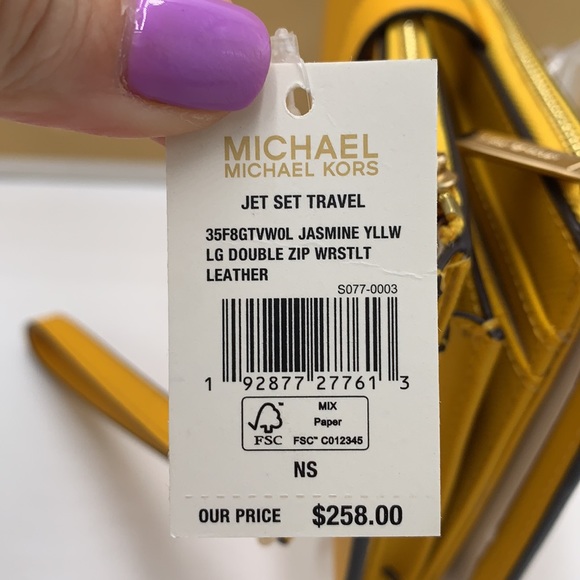 MICHAEL
MICHAEL KORS
JET SET TRAVEL
35F8GTVW0L JASMINE YLLW
LG DOUBLE ZIP WRSTLT
LEATHER
S077-0003
1 92877 27761 3
FSC
MIX
Paper
FSC™ C012345
NS
OUR PRICE $258.00